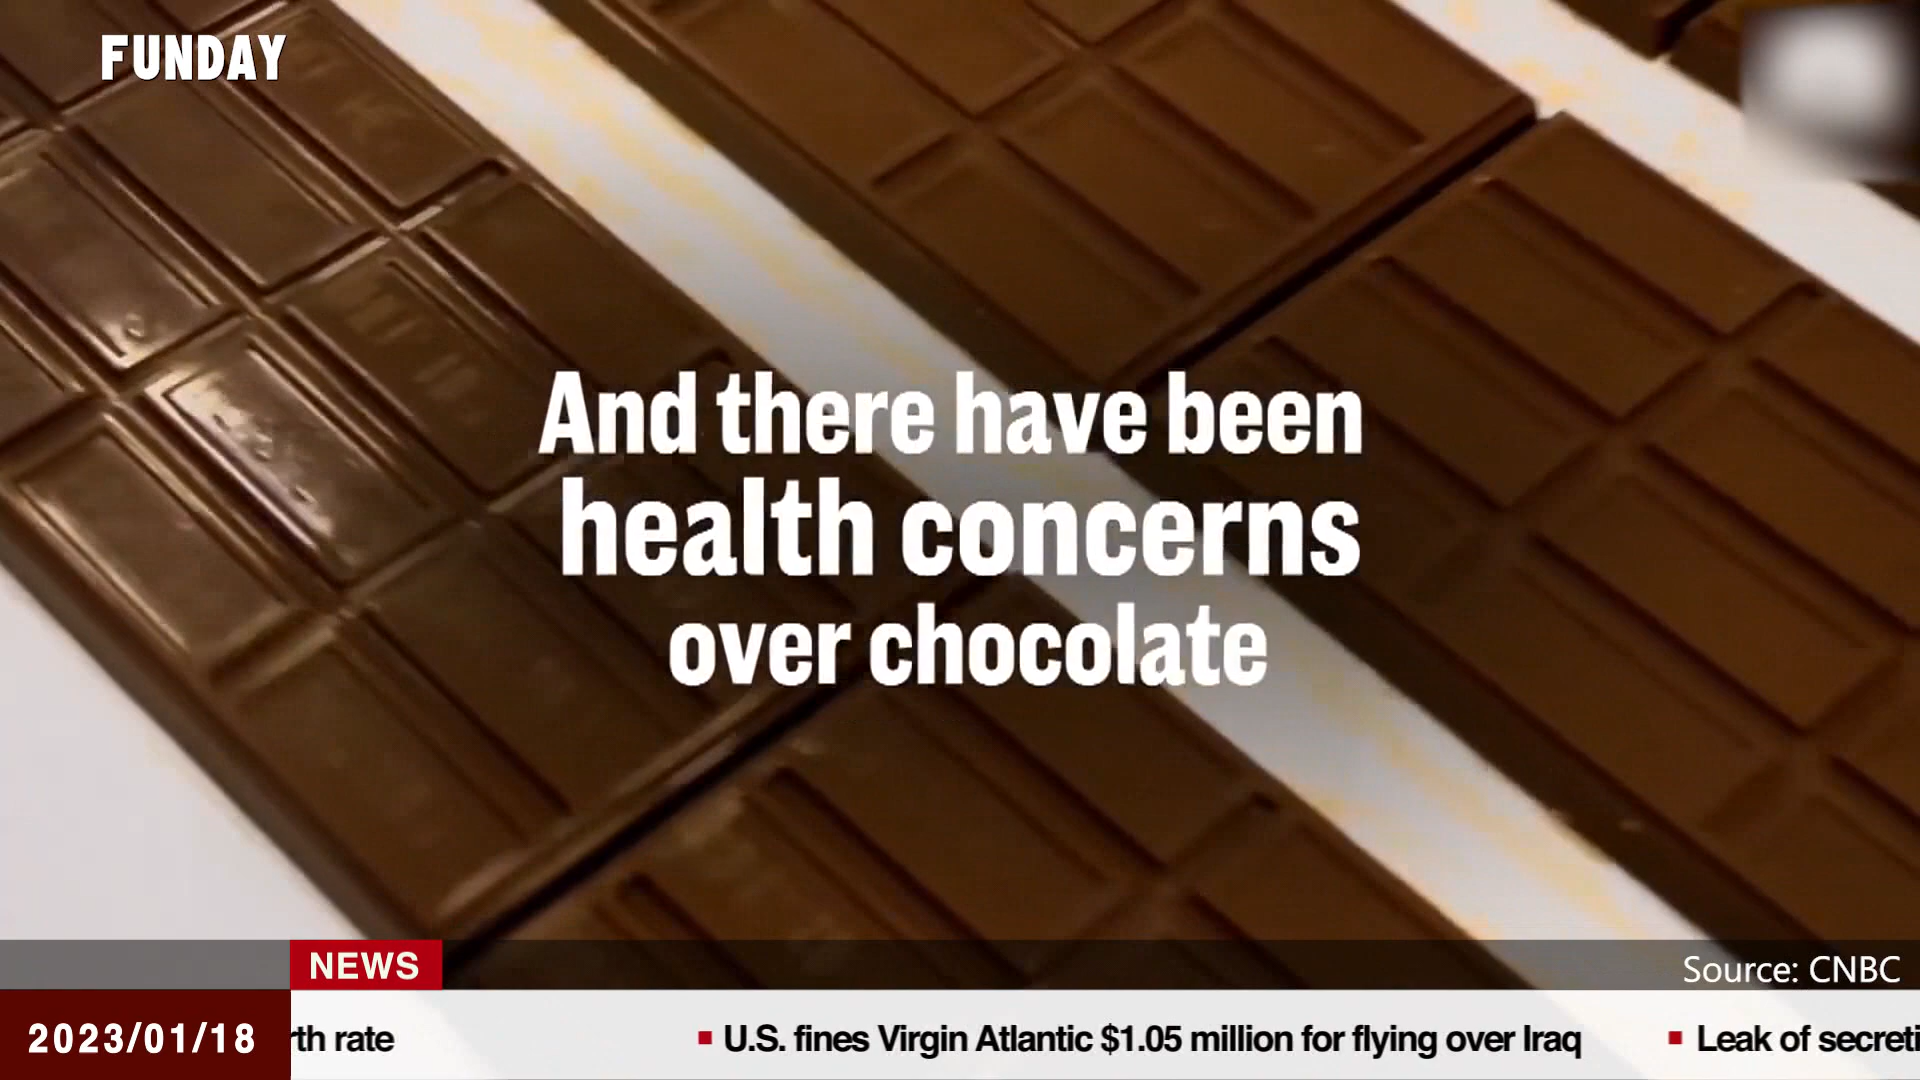 FUNDAY
And there have been
health concerns
over chocolate
NEWS
Source: CNBC
2023/01/18
rth rate
U.S. fines Virgin Atlantic $1.05 million for flying over Iraq
Leak of secreti